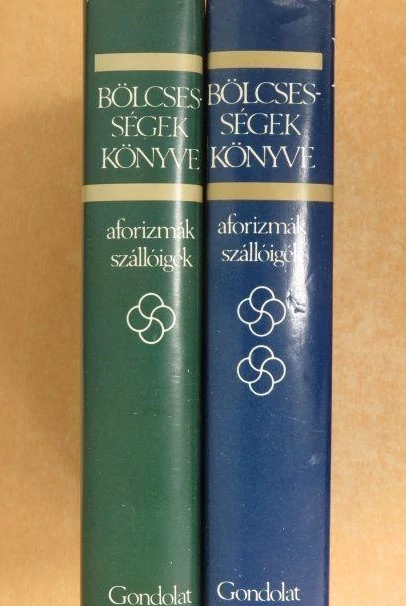 BÖLCSES-
SÉGEK
KÖNYVE
aforizmák
szállóigék
Gondolat
BÖLCSES-
SÉGEK
KÖNYVE
aforizmák
szállóigék
Gondolat